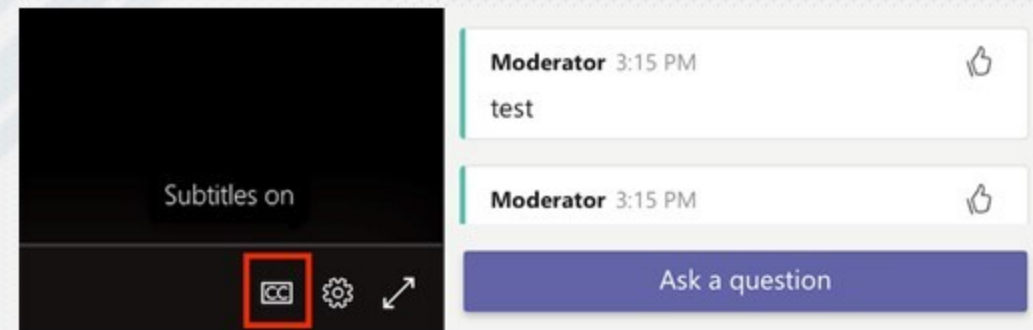 Subtitles on
CC
Moderator 3:15 PM
test
Moderator 3:15 PM
Ask a question